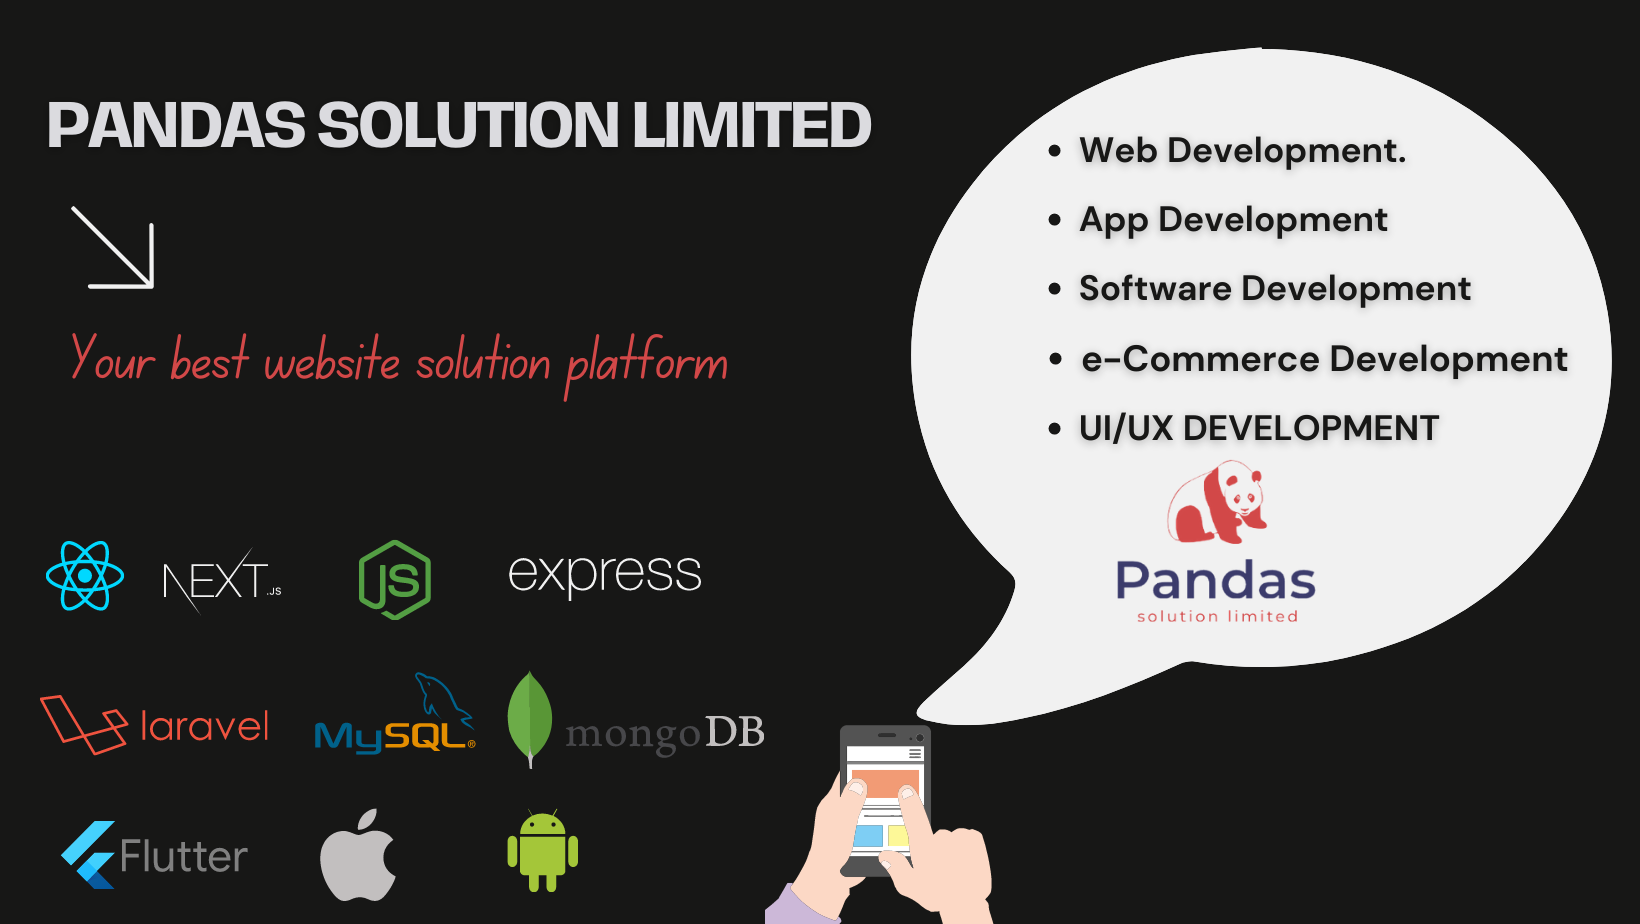 PANDAS SOLUTION LIMITED
Your best website solution platform
• Web Development.
• App Development
• Software Development
• e-Commerce Development
• UI/UX DEVELOPMENT
Pandas
solution limited
NEXT.JS
JS
express
laravel
MySQL®
mongoDB
Flutter